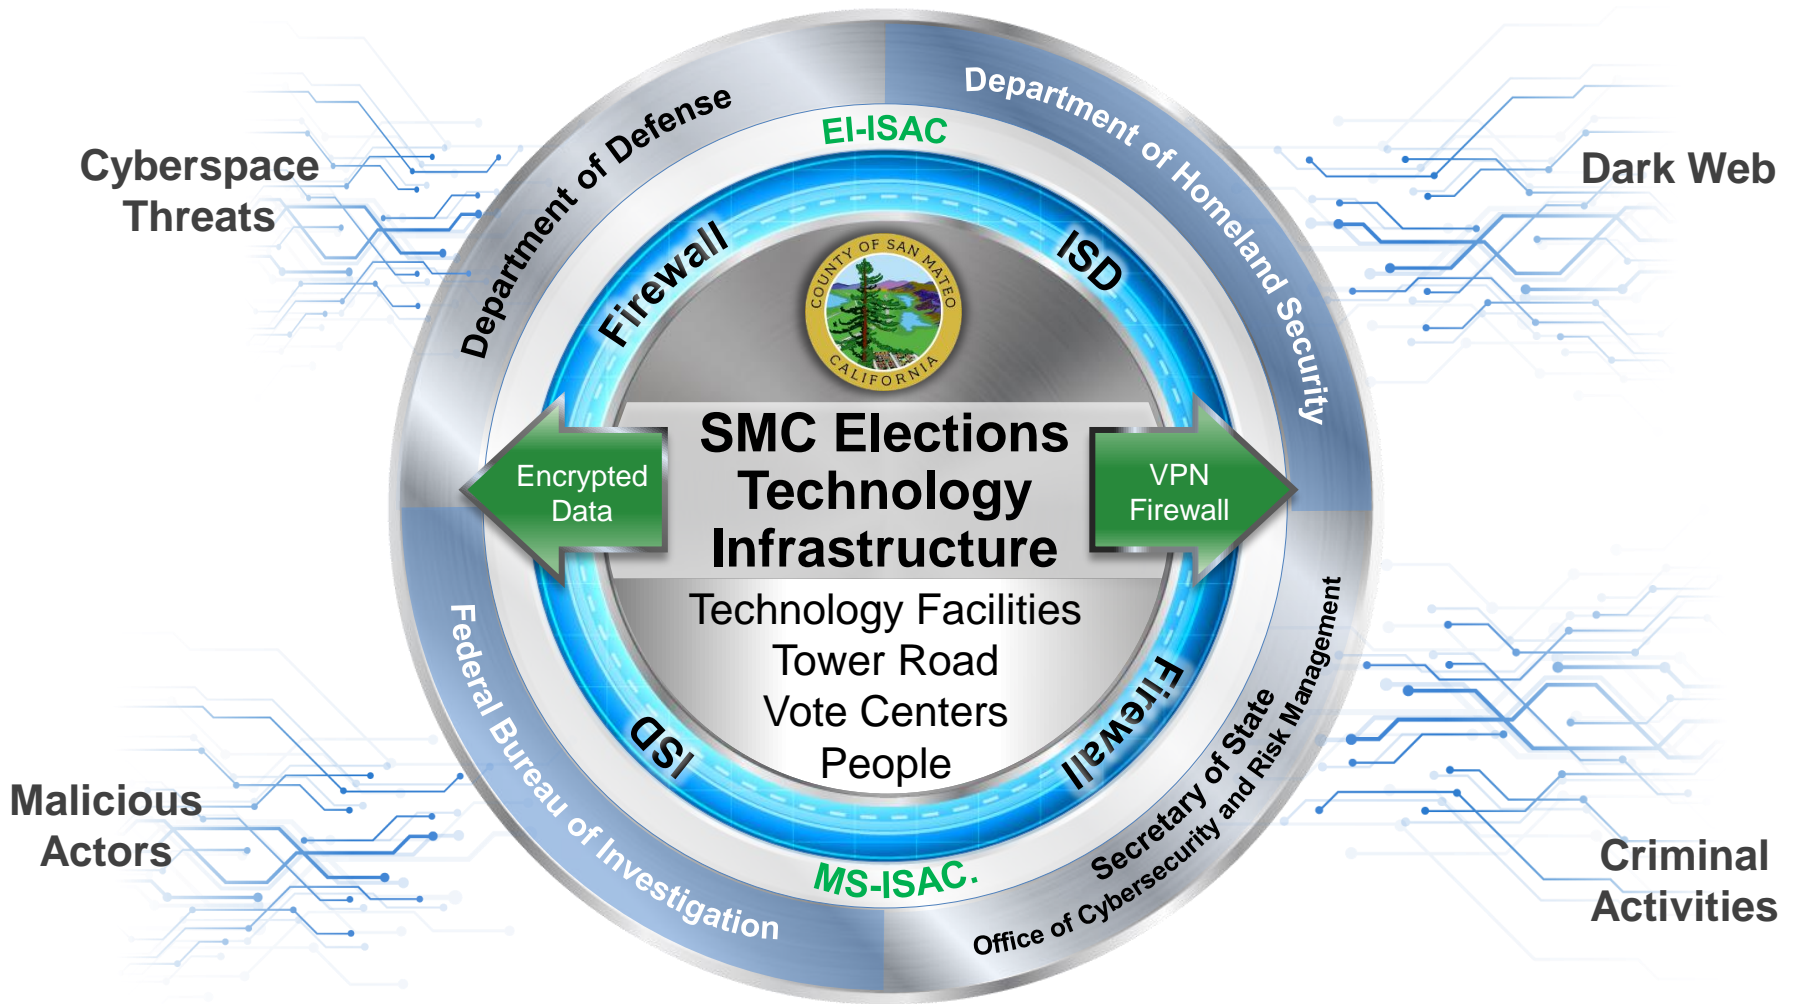 Department of Defense
Department of Homeland Security
EI-ISAC
Cyberspace
Threats
Dark Web
Firewall
ISD
COUNTY OF SAN MATEO
CALIFORNIA
SMC Elections
Technology
Infrastructure
Encrypted
Data
VPN
Firewall
Technology Facilities
Tower Road
Vote Centers
People
ISD
Firewall
Federal Bureau of Investigation
Secretary of State
Office of Cybersecurity and Risk Management
MS-ISAC.
Malicious
Actors
Criminal
Activities